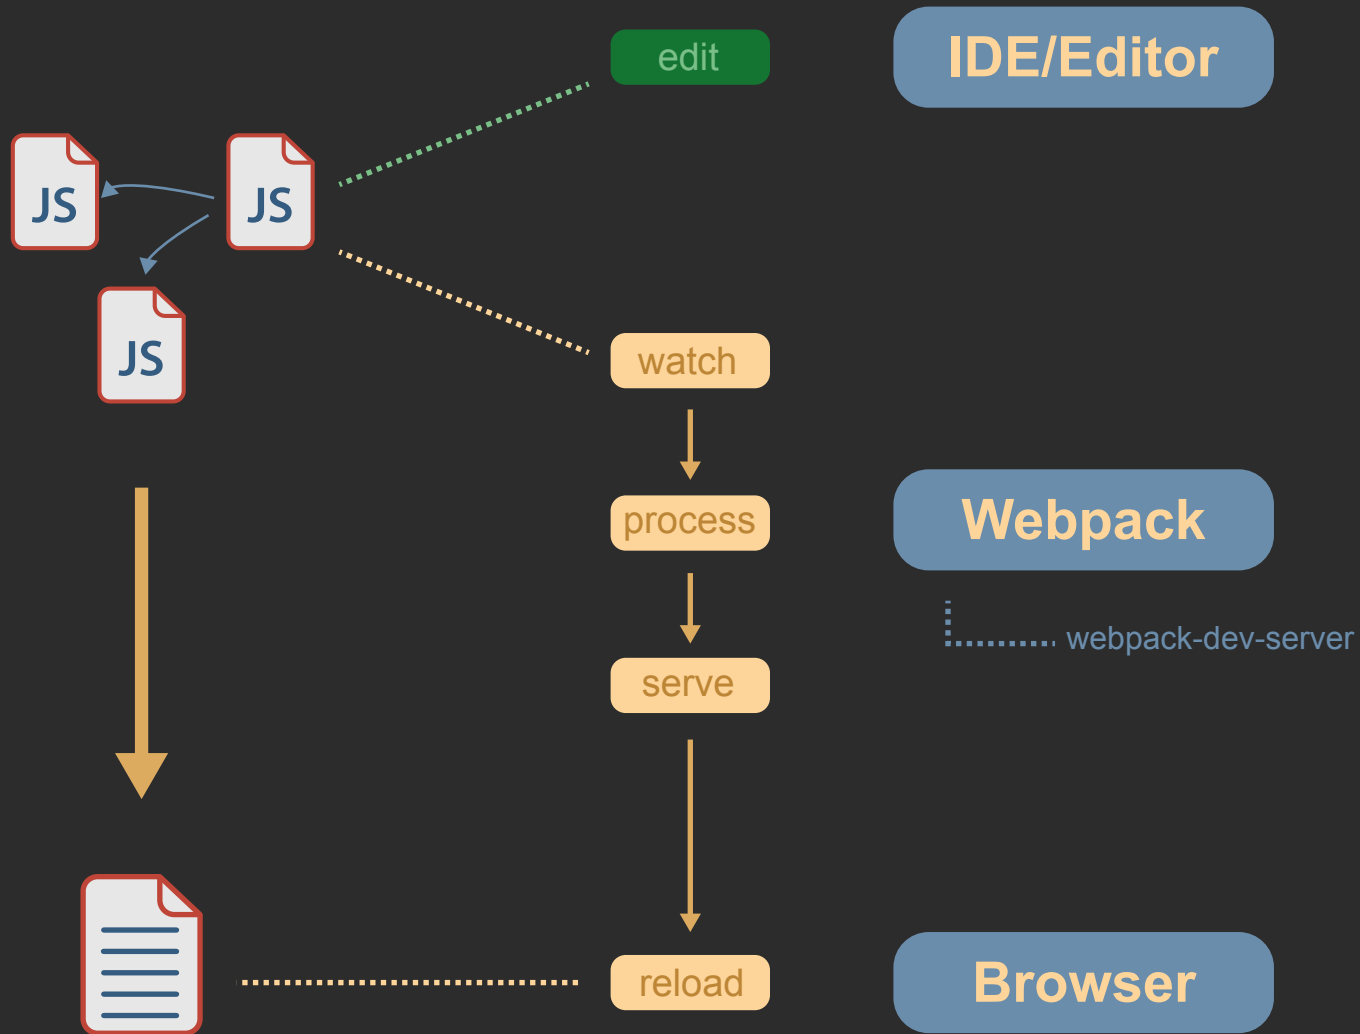 edit
IDE/Editor
JS
JS
JS
watch
process
Webpack
webpack-dev-server
serve
reload
Browser